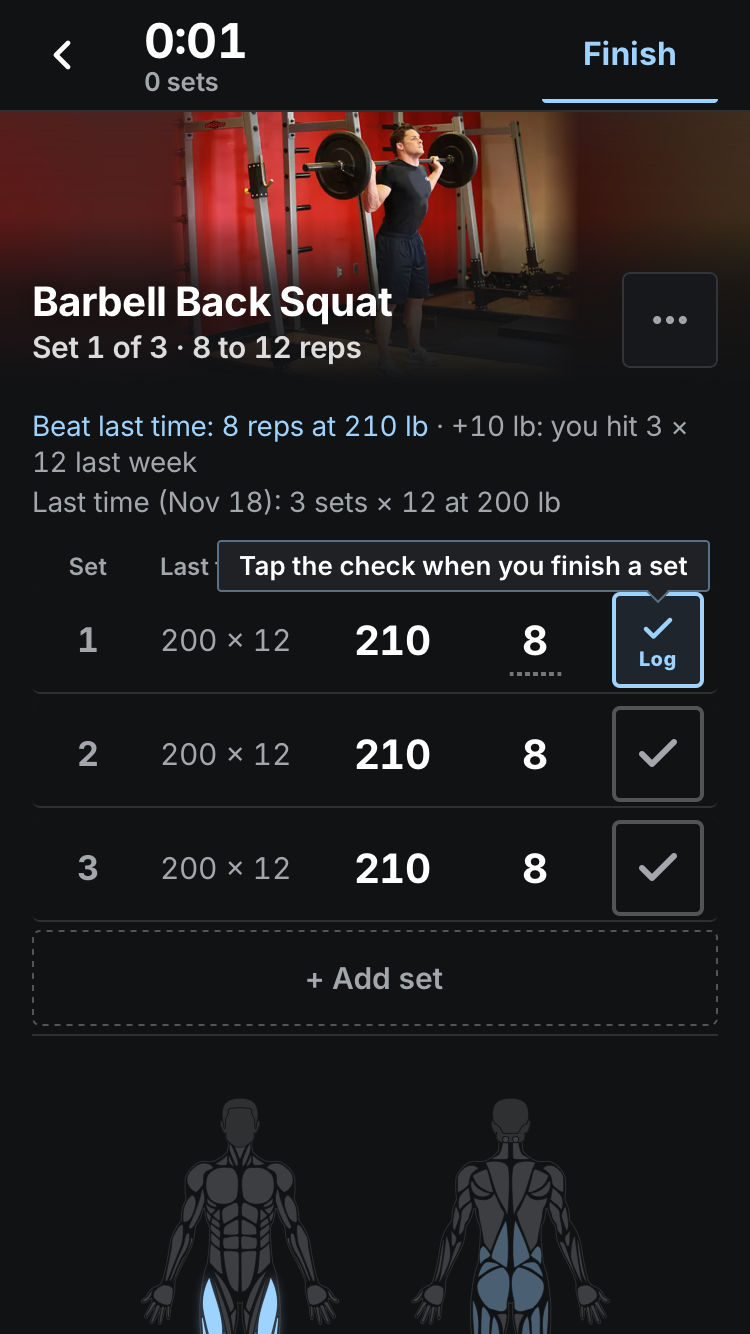 0:01
Finish
0 sets
Barbell Back Squat
Set 1 of 3 · 8 to 12 reps
Beat last time: 8 reps at 210 lb · +10 lb: you hit 3 ×
12 last week
Last time (Nov 18): 3 sets × 12 at 200 lb
Set Last
Tap the check when you finish a set
1 200 × 12 210 8 Log
2 200 × 12 210 8
3 200 × 12 210 8
+ Add set